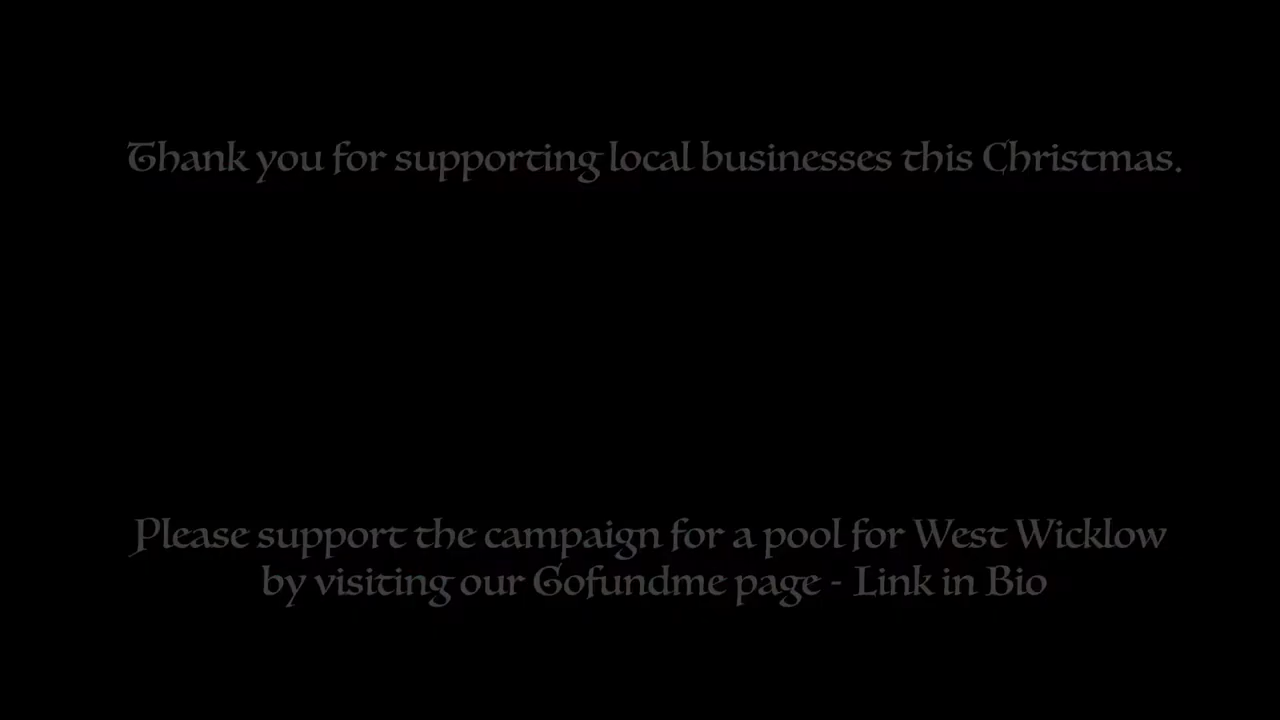 Thank you for supporting local businesses this Christmas.
Please support the campaign for a pool for West Wicklow
by visiting our Gofundme page - Link in Bio